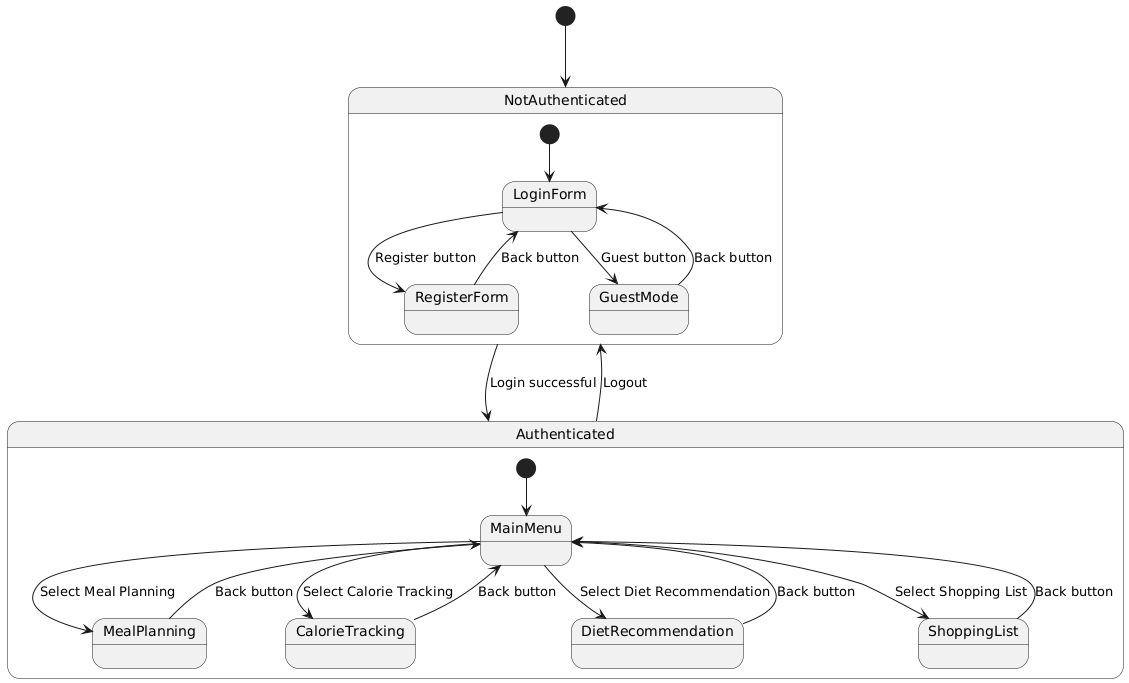 NotAuthenticated
LoginForm
Register button
Back button
Guest button
Back button
RegisterForm
GuestMode
Login successful
Logout
Authenticated
MainMenu
Select Meal Planning
Back button
Select Calorie Tracking
Back button
Select Diet Recommendation
Back button
Select Shopping List
Back button
MealPlanning
CalorieTracking
DietRecommendation
ShoppingList